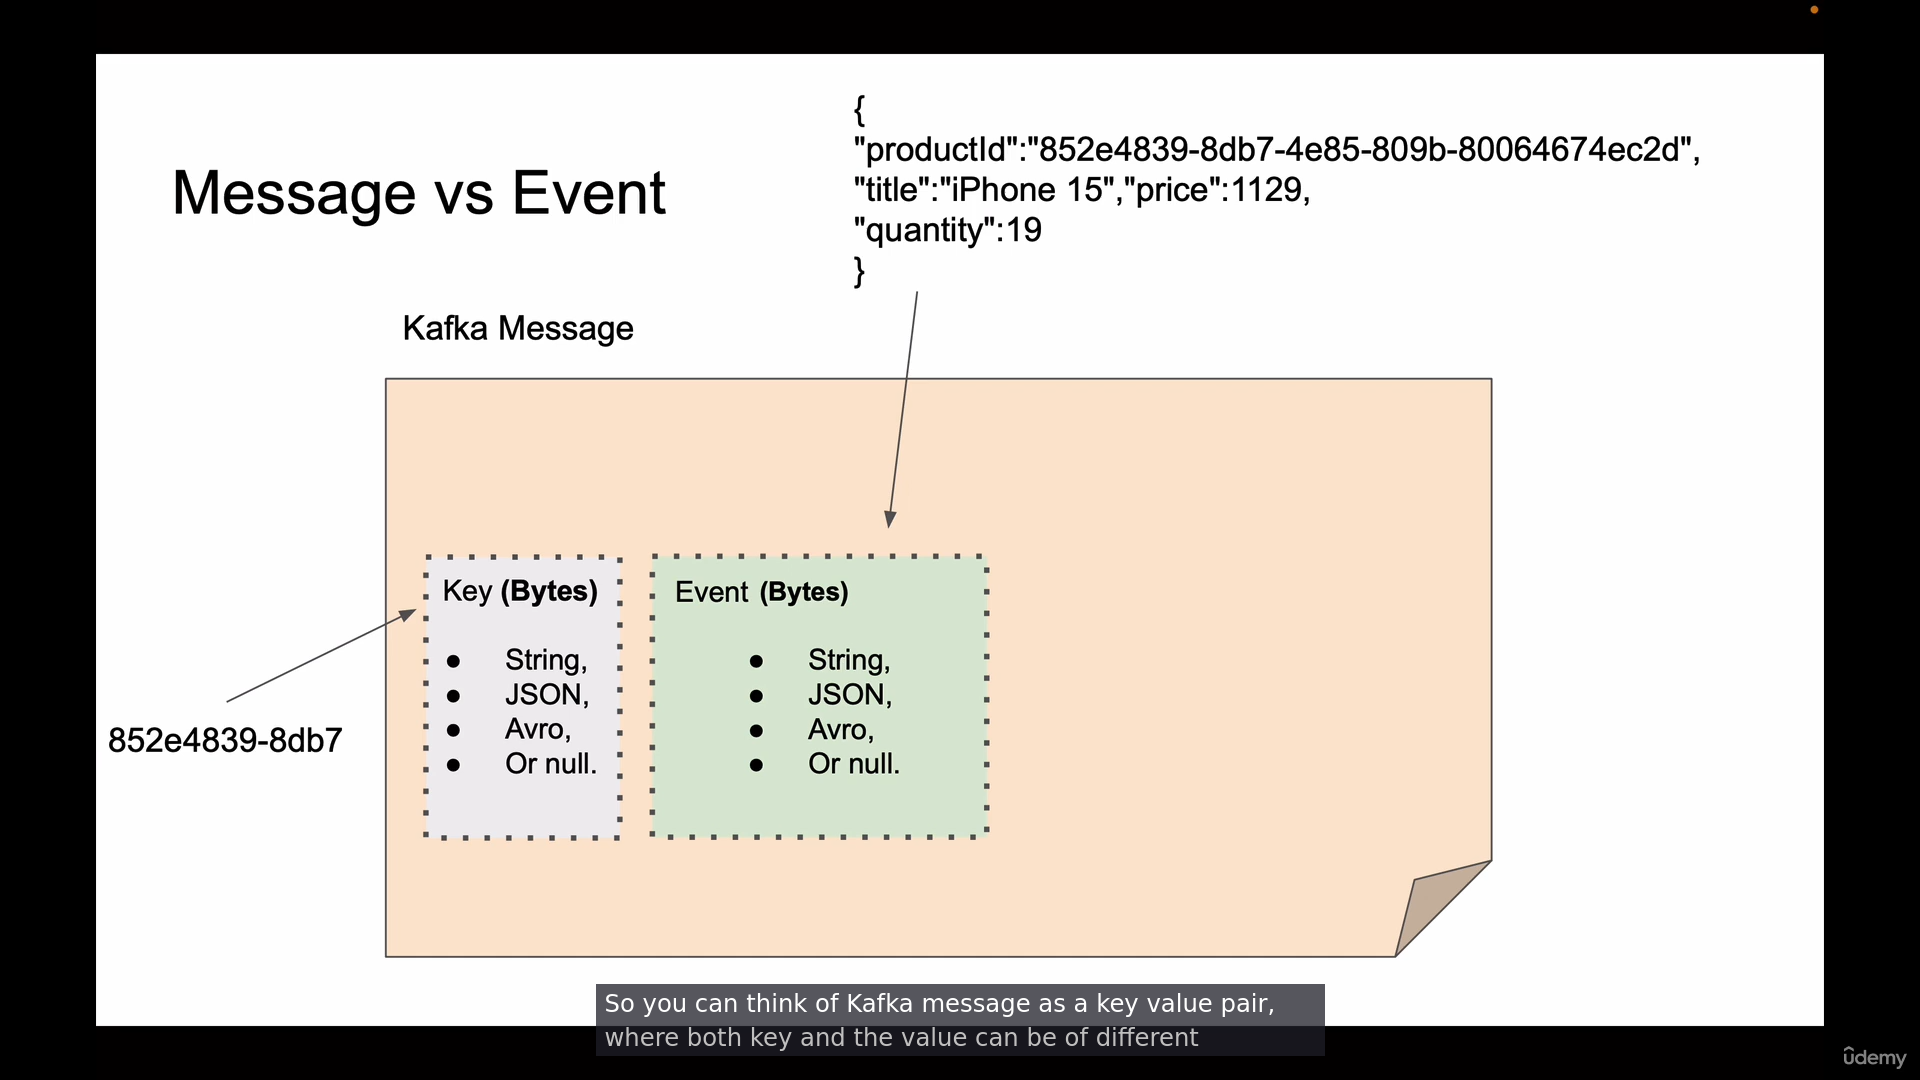 {
"productId":"852e4839-8db7-4e85-809b-80064674ec2d",
"title":"iPhone 15","price":1129,
"quantity":19
}
Message vs Event
Kafka Message
Key (Bytes)
● String,
● JSON,
● Avro,
● Or null.
Event (Bytes)
● String,
● JSON,
● Avro,
● Or null.
852e4839-8db7
So you can think of Kafka message as a key value pair,
where both key and the value can be of different
ûdemy